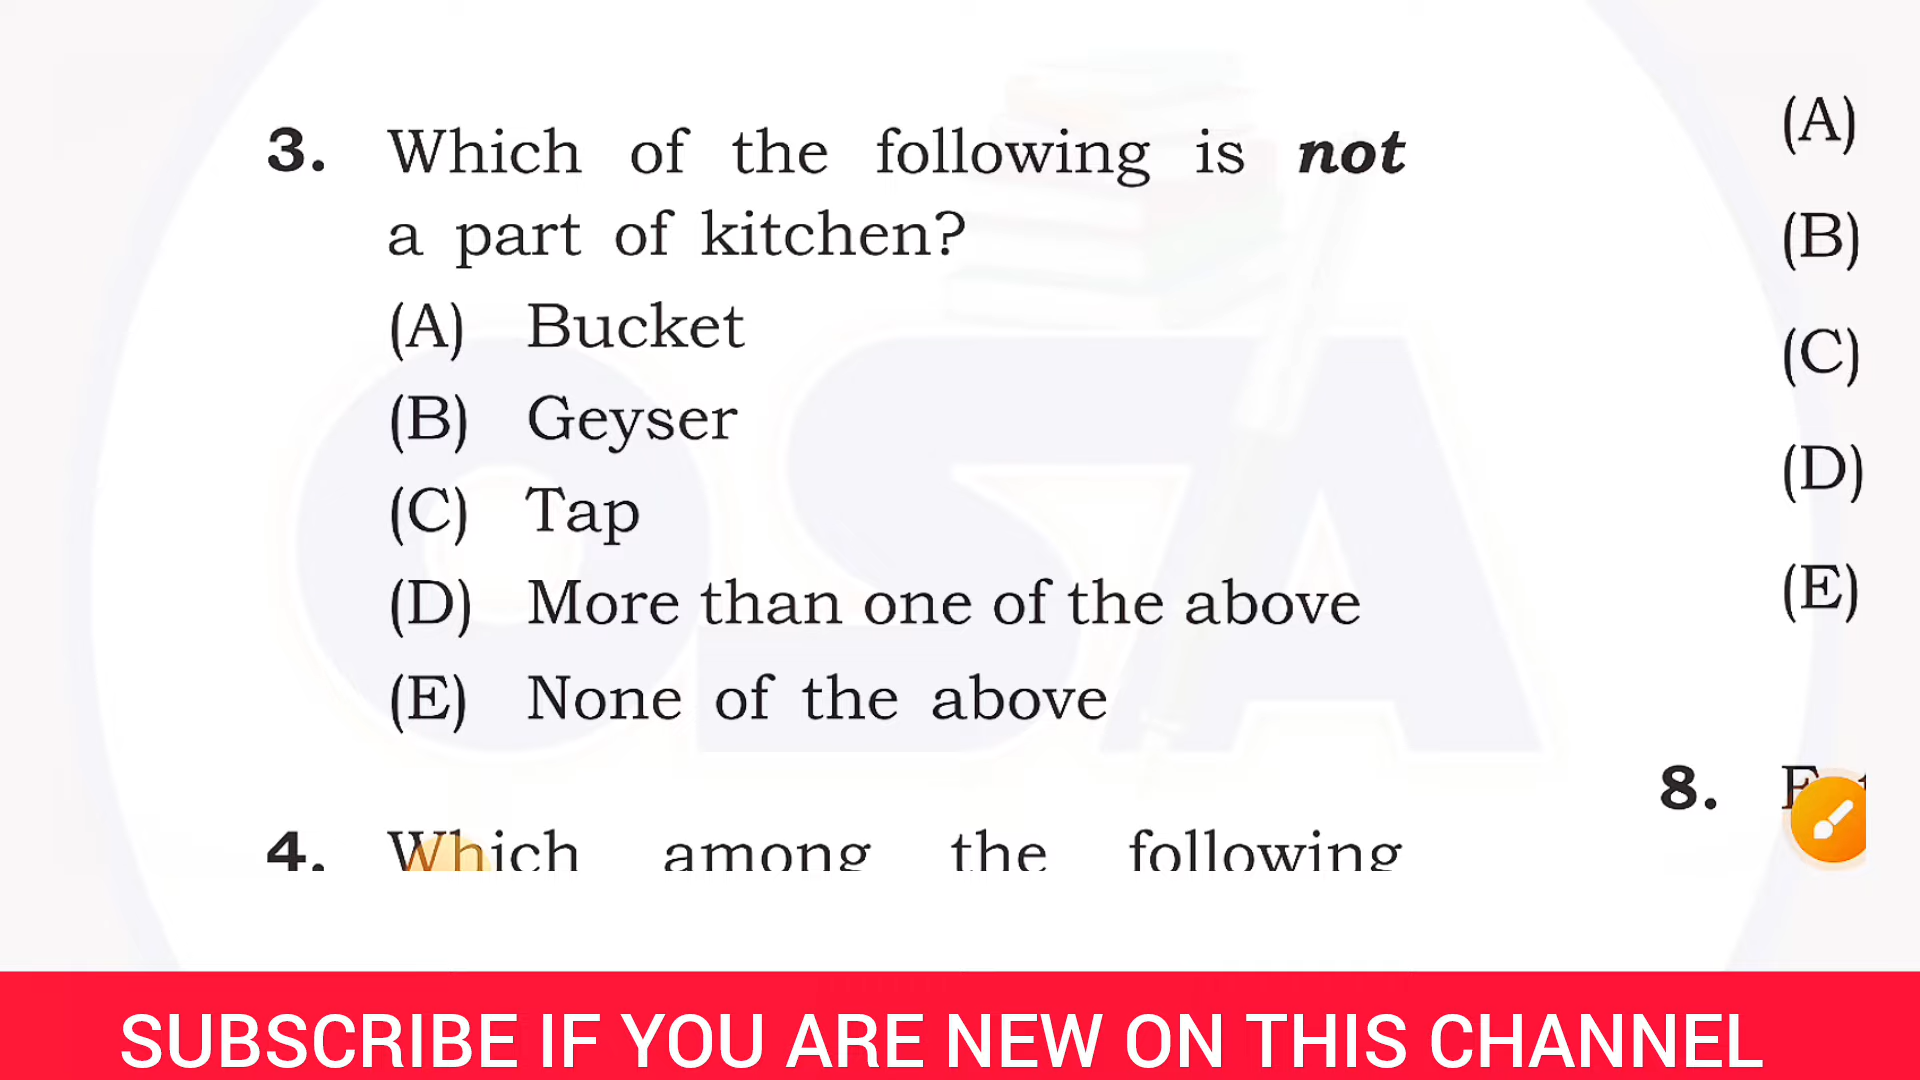 3. Which of the following is not
a part of kitchen?
(A) Bucket
(B) Geyser
(C) Tap
(D) More than one of the above
(E) None of the above
4. Which among the following
(A)
(B)
(C)
(D)
(E)
8.
OSA
SUBSCRIBE IF YOU ARE NEW ON THIS CHANNEL